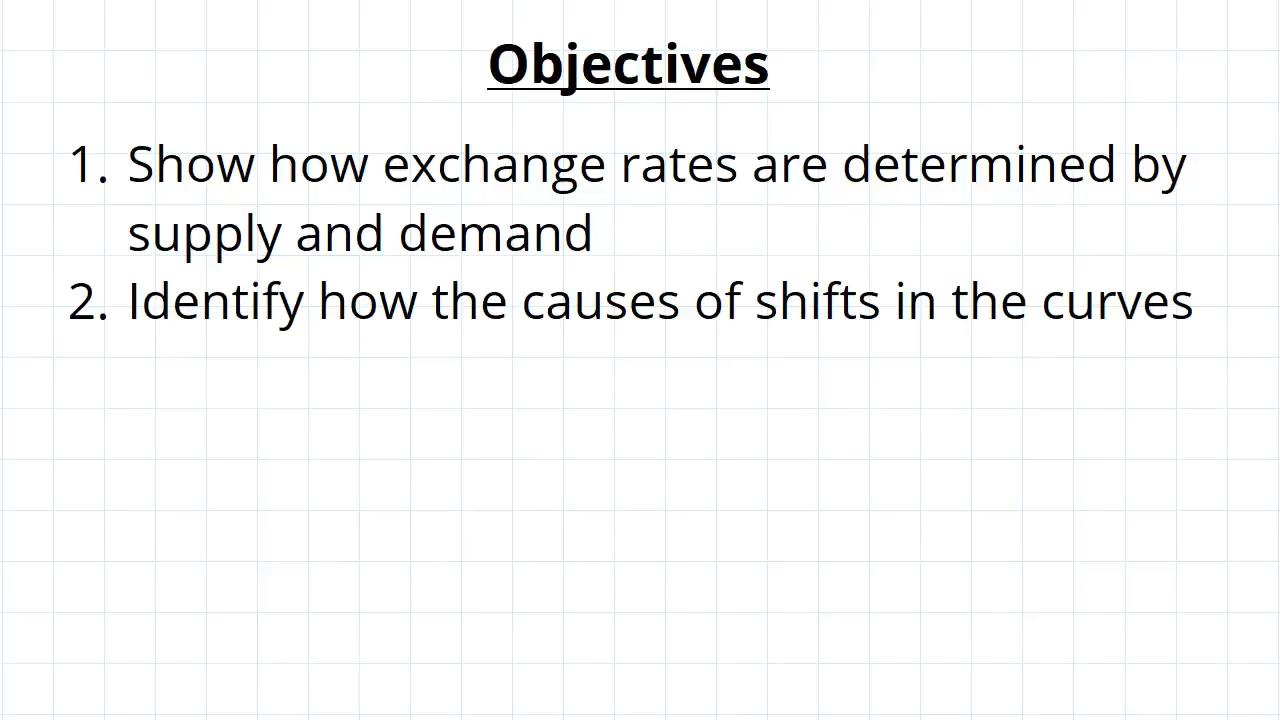 Objectives
1. Show how exchange rates are determined by
supply and demand
2. Identify how the causes of shifts in the curves